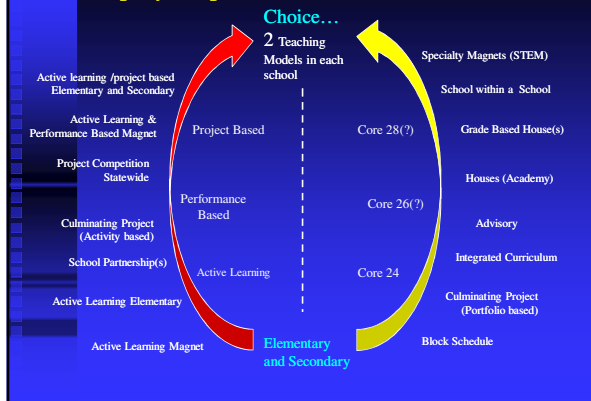 Choice…
2 Teaching
Models in each
school
Active learning /project based
Elementary and Secondary
Active Learning &
Performance Based Magnet
Project Competition
Statewide
Culminating Project
(Activity based)
School Partnership(s)
Active Learning Elementary
Active Learning Magnet
Project Based
Performance
Based
Active Learning
Core 28(?)
Core 26(?)
Core 24
Elementary
and Secondary
Specialty Magnets (STEM)
School within a School
Grade Based House(s)
Houses (Academy)
Advisory
Integrated Curriculum
Culminating Project
(Portfolio based)
Block Schedule